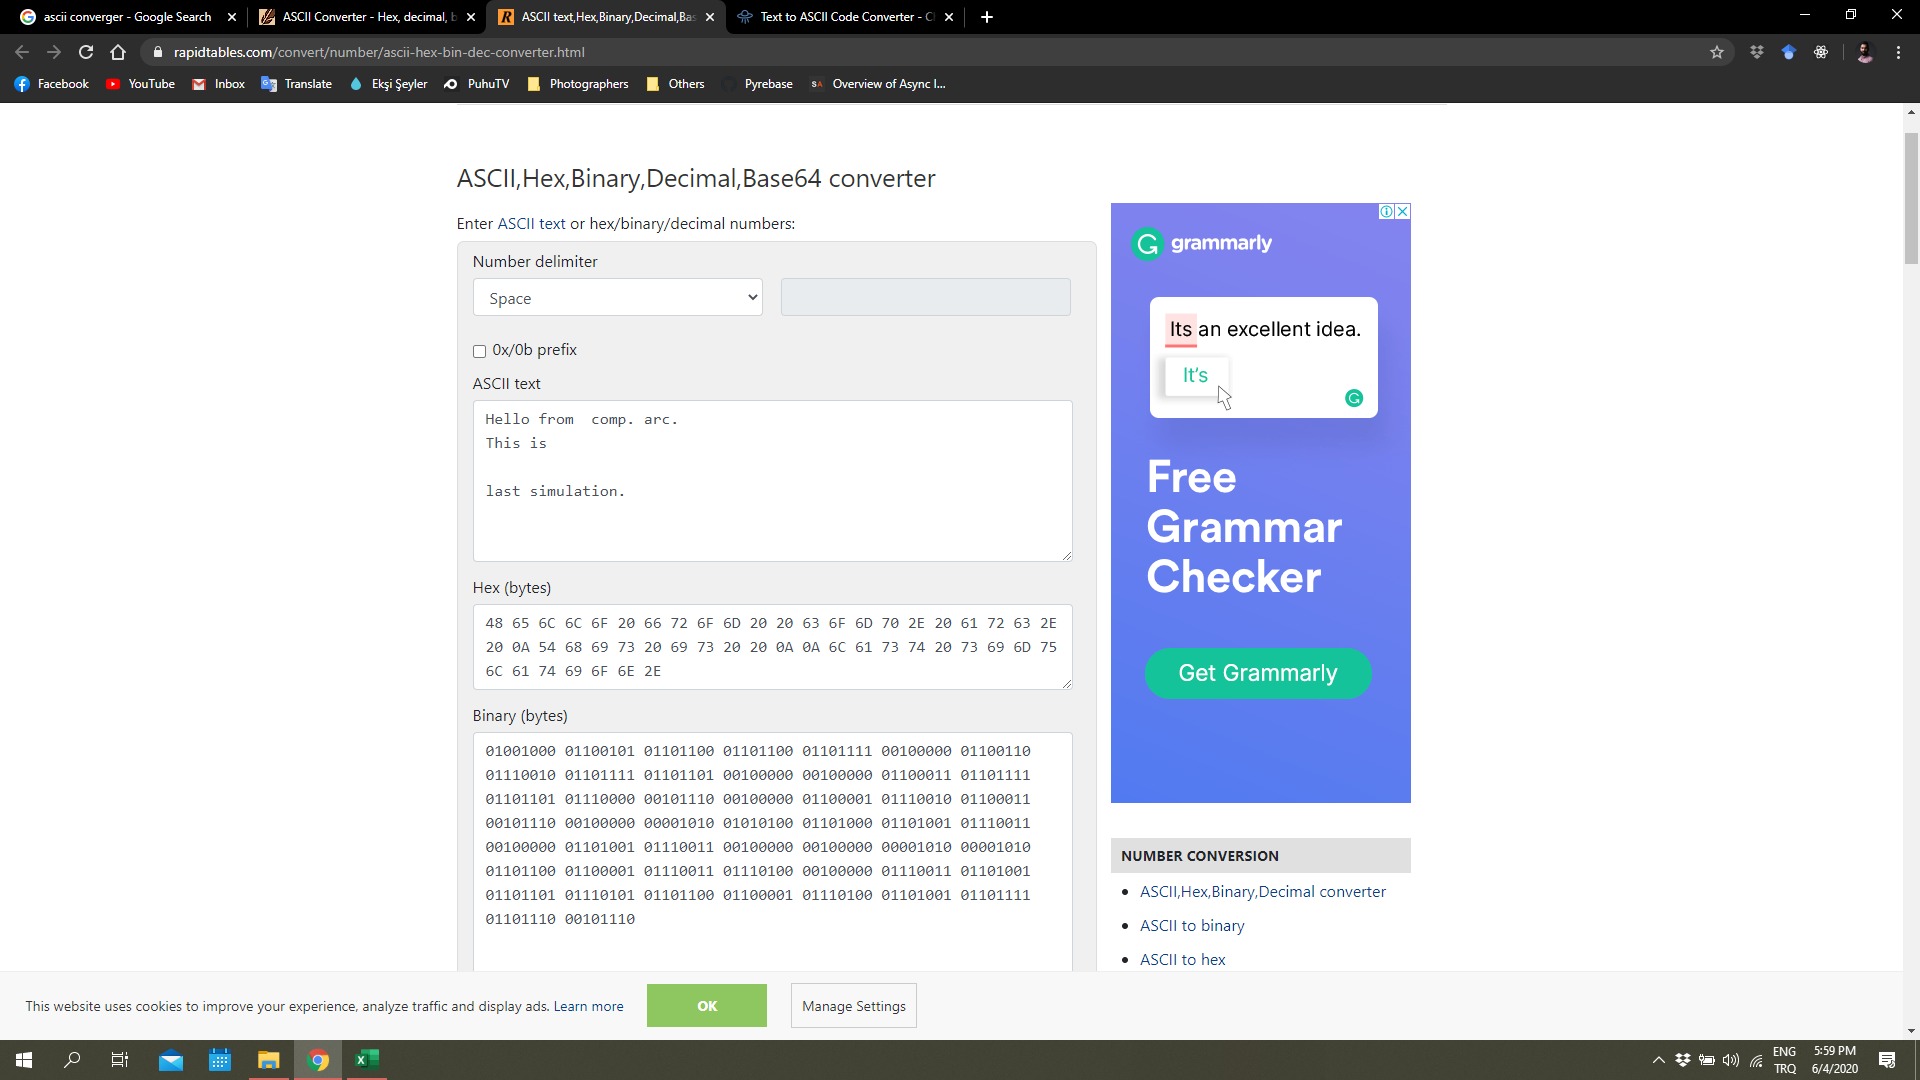 ascii converger - Google Search
ASCII Converter - Hex, decimal, b
ASCII text,Hex,Binary,Decimal,Bas
Text to ASCII Code Converter - C
rapidtables.com/convert/number/ascii-hex-bin-dec-converter.html
Facebook YouTube Inbox Translate Ekşi Şeyler PuhuTV Photographers Others Pyrebase SA Overview of Async I...
ASCII,Hex,Binary,Decimal,Base64 converter
Enter ASCII text or hex/binary/decimal numbers:
Number delimiter
Space
0x/0b prefix
ASCII text
Hello from  comp. arc.
This is
last simulation.
Hex (bytes)
48 65 6C 6C 6F 20 66 72 6F 6D 20 20 63 6F 6D 70 2E 20 61 72 63 2E
20 0A 54 68 69 73 20 69 73 20 20 0A 0A 6C 61 73 74 20 73 69 6D 75
6C 61 74 69 6F 6E 2E
Binary (bytes)
01001000 01100101 01101100 01101100 01101111 00100000 01100110
01110010 01101111 01101101 00100000 00100000 01100011 01101111
01101101 01110000 00101110 00100000 01100001 01110010 01100011
00101110 00100000 00001010 01010100 01101000 01101001 01110011
00100000 01101001 01110011 00100000 00100000 00001010 00001010
01101100 01100001 01110011 01110100 00100000 01110011 01101001
01101101 01110101 01101100 01100001 01110100 01101001 01101111
01101110 00101110
grammarly
Its an excellent idea.
It's
Free
Grammar
Checker
Get Grammarly
NUMBER CONVERSION
ASCII,Hex,Binary,Decimal converter
ASCII to binary
ASCII to hex
This website uses cookies to improve your experience, analyze traffic and display ads. Learn more
OK
Manage Settings
ENG
TRQ
5:59 PM
6/4/2020